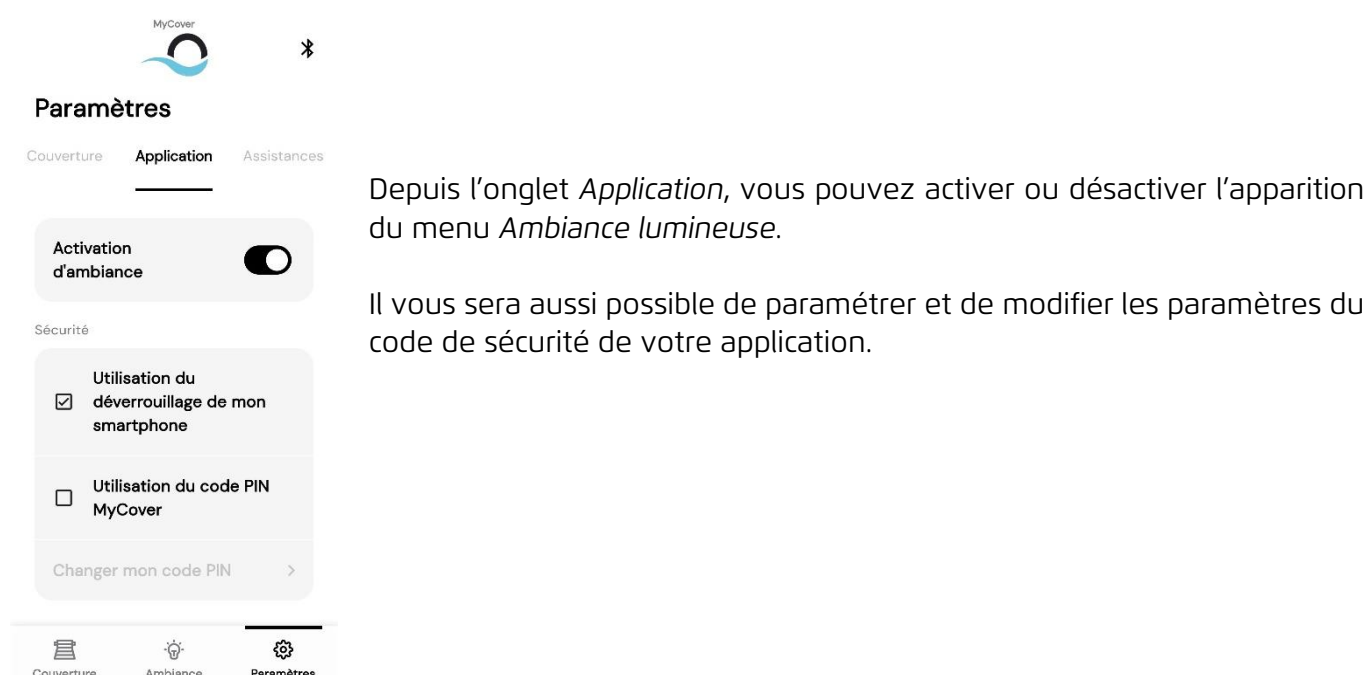 MyCover
Paramètres
Couverture Application Assistances
Activation
d'ambiance
Sécurité
Utilisation du
déverrouillage de mon
smartphone
Utilisation du code PIN
MyCover
Changer mon code PIN
Couverture Ambiance Paramètres
Depuis l’onglet Application, vous pouvez activer ou désactiver l’apparition
du menu Ambiance lumineuse.
Il vous sera aussi possible de paramétrer et de modifier les paramètres du
code de sécurité de votre application.